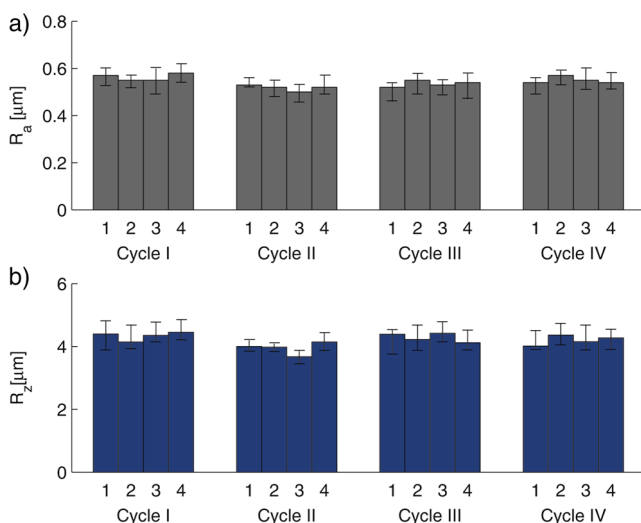 a)
0.8
0.6
0.4
0.2
0
R_a [μm]
1 2 3 4 1 2 3 4 1 2 3 4 1 2 3 4
Cycle I Cycle II Cycle III Cycle IV
b)
6
4
2
0
R_z[μm]
1 2 3 4 1 2 3 4 1 2 3 4 1 2 3 4
Cycle I Cycle II Cycle III Cycle IV